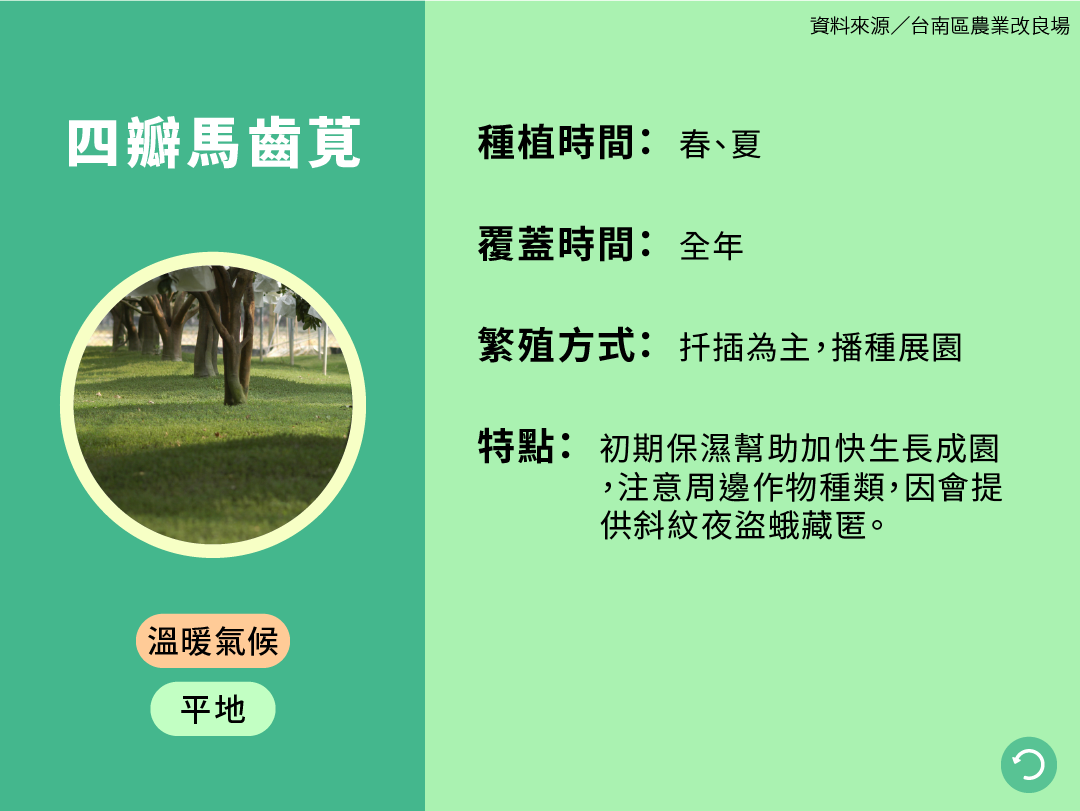 資料來源／台南區農業改良場
四瓣馬齒莧
溫暖氣候
平地
種植時間： 春、夏
覆蓋時間： 全年
繁殖方式： 扦插為主，播種展園
特點： 初期保濕幫助加快生長成園
，注意周邊作物種類，因會提
供斜紋夜盜蛾藏匿。